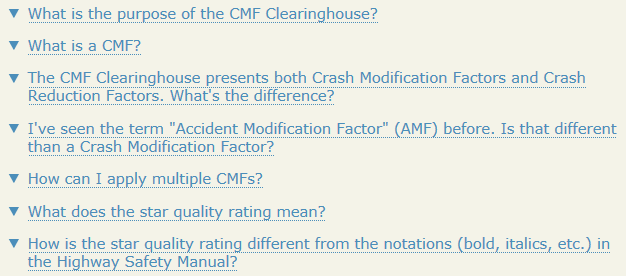 What is the purpose of the CMF Clearinghouse?
What is a CMF?
The CMF Clearinghouse presents both Crash Modification Factors and Crash
Reduction Factors. What's the difference?
I've seen the term "Accident Modification Factor" (AMF) before. Is that different
than a Crash Modification Factor?
How can I apply multiple CMFs?
What does the star quality rating mean?
How is the star quality rating different from the notations (bold, italics, etc.) in
the Highway Safety Manual?